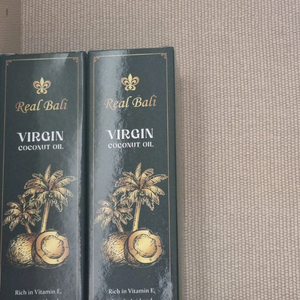 Real Bali
VIRGIN
COCONUT OIL
Rich in Vitamin E,
Real Bali
VIRGIN
COCONUT OIL
Rich in Vitamin E,